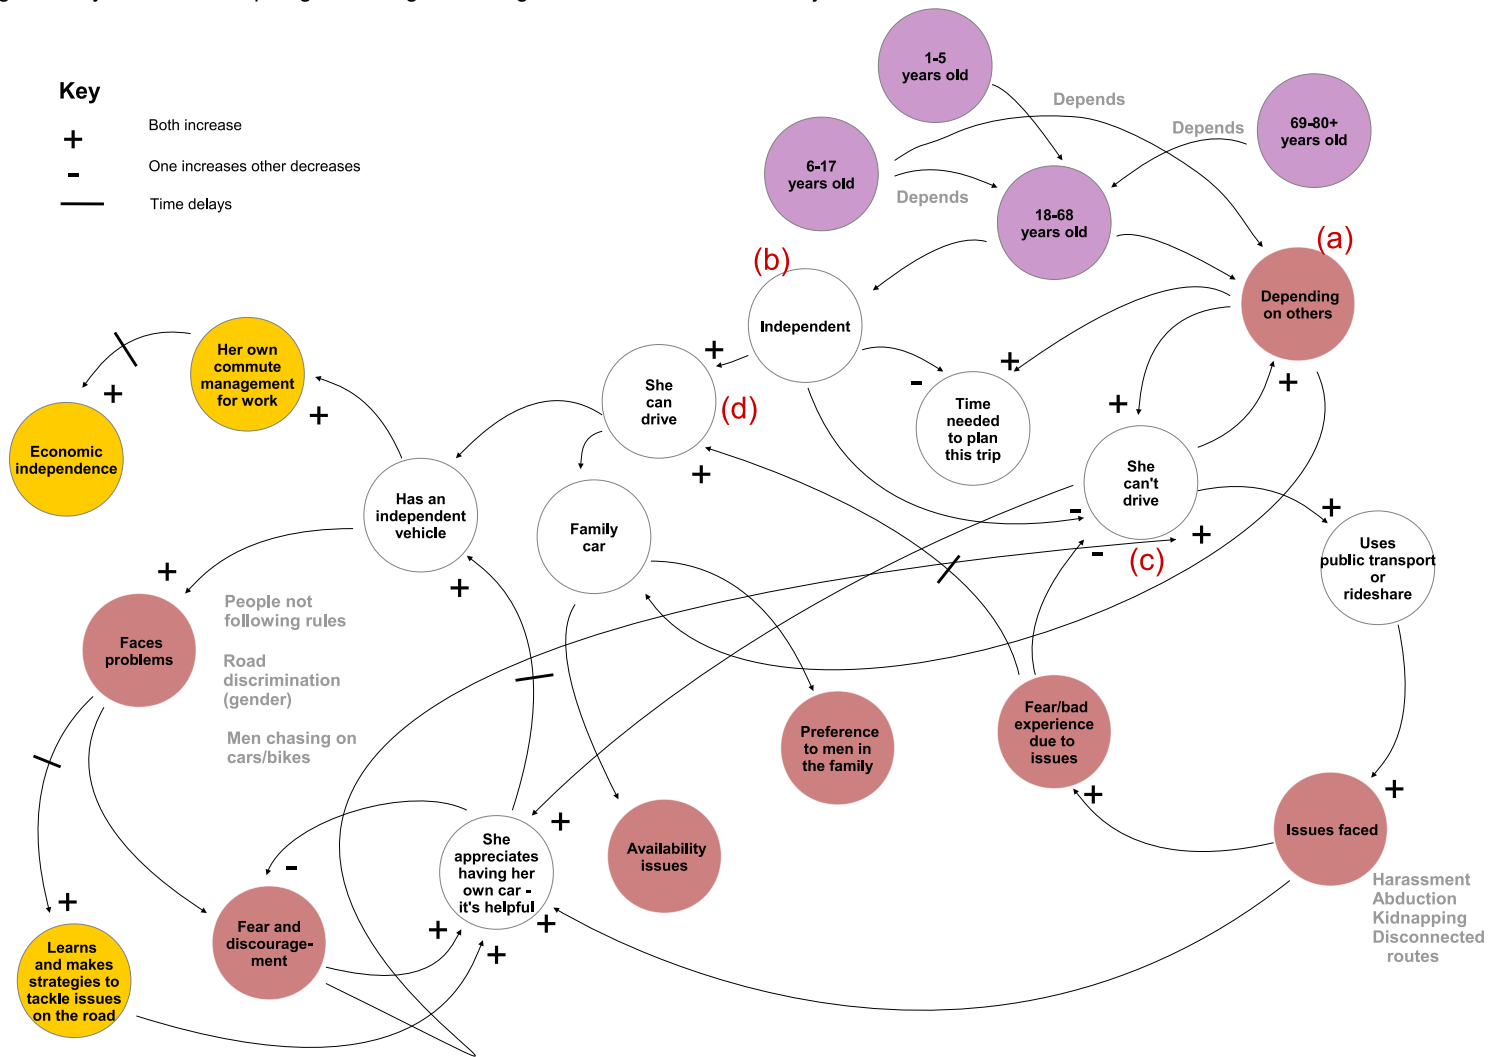 Key
+
Both increase
-
One increases other decreases
Time delays
1-5
years old
Depends
69-80+
years old
Depends
6-17
years old
Depends
18-68
years old
(a)
Depending
on others
(b)
Independent
+
She
can
drive
(d)
+
-
+
Time
needed
to plan
this trip
+
+
She
can't
drive
(c)
-
-
+
+
Uses
public transport
or
rideshare
Her own
commute
management
for work
+
+
Economic
independence
Has an
independent
vehicle
+
Family
car
+
Faces
problems
People not
following rules
Road
discrimination
(gender)
Men chasing on
cars/bikes
Preference
to men in
the family
Fear/bad
experience
due to
issues
+
+
Issues faced
Harassment
Abduction
Kidnapping
Disconnected
routes
Availability
issues
+
She
appreciates
having her
own car -
it's helpful
+
+
+
-
Fear and
discourage-
ment
+
Learns
and makes
strategies to
tackle issues
on the road